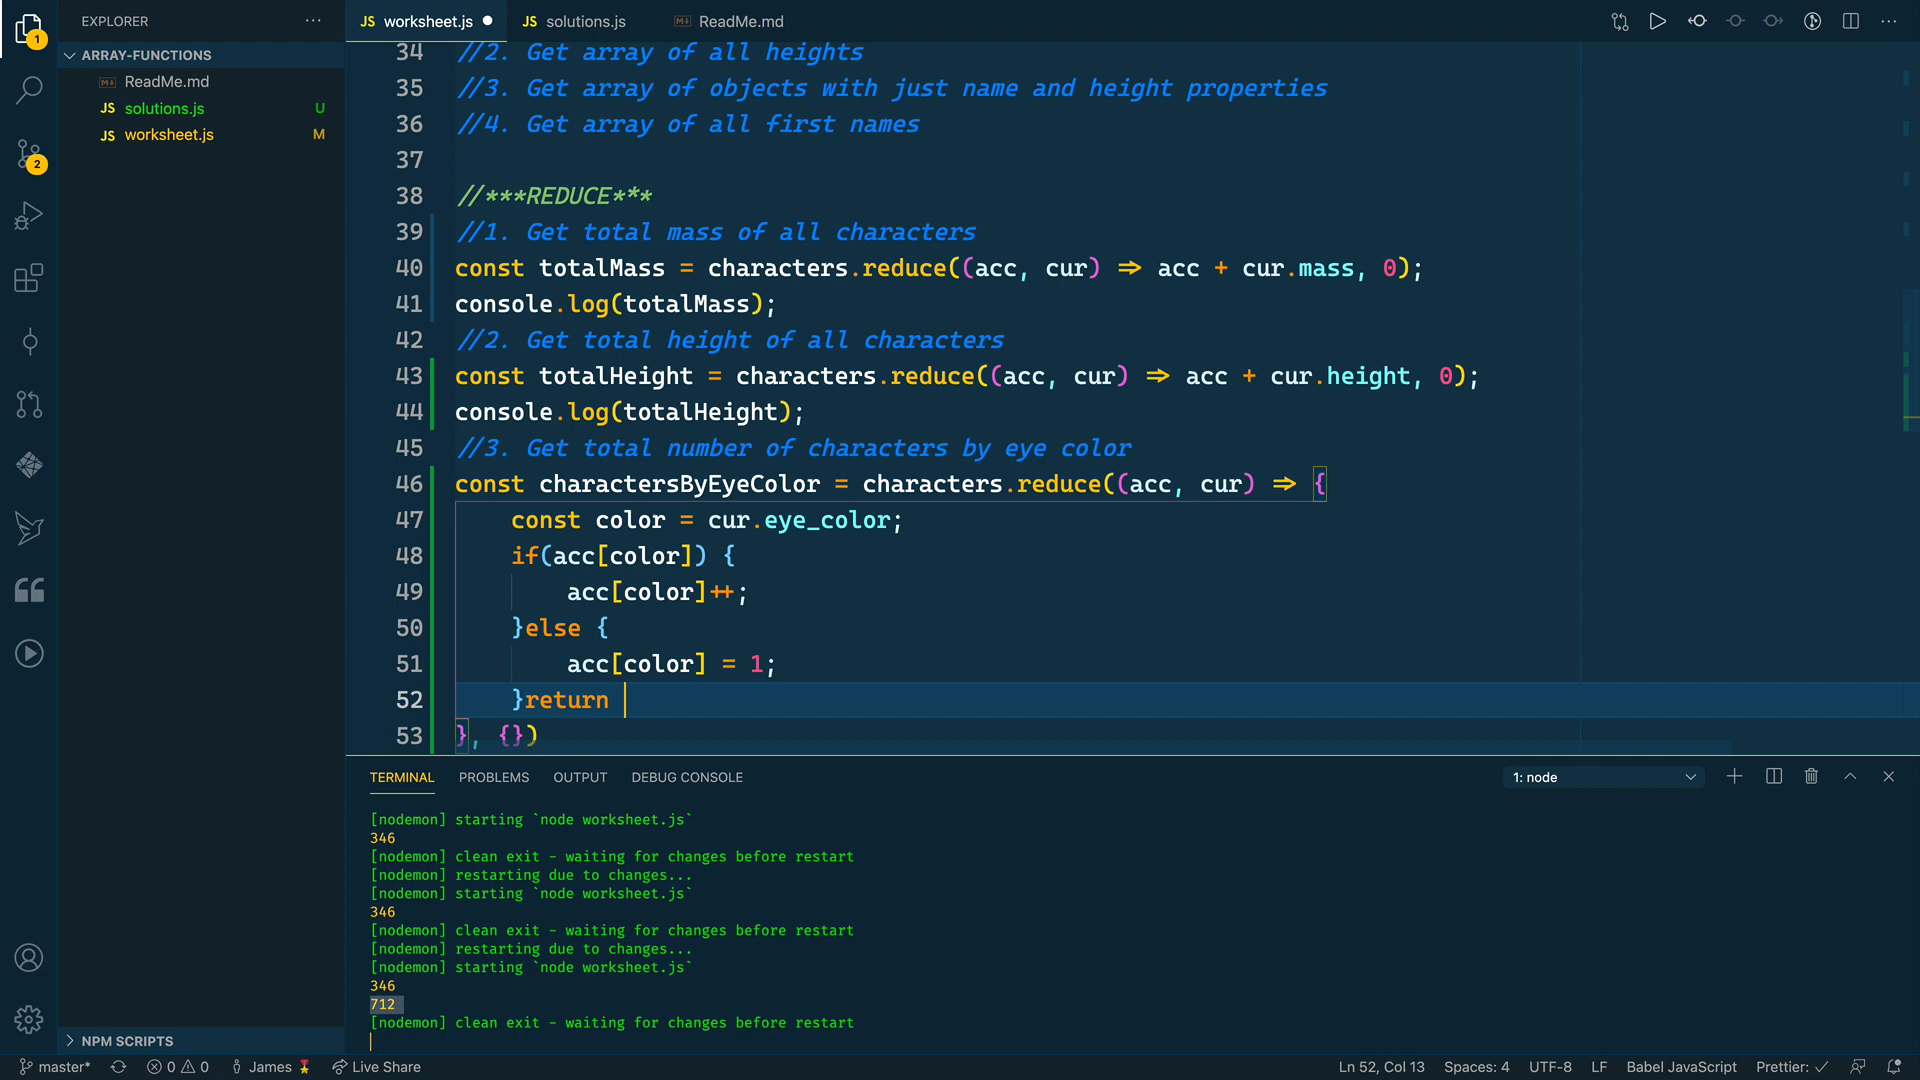 EXPLORER
ARRAY-FUNCTIONS
ReadMe.md
JS solutions.js U
JS worksheet.js M
NPM SCRIPTS
1
2
JS worksheet.js
JS solutions.js
ReadMe.md
34 //2. Get array of all heights
35 //3. Get array of objects with just name and height properties
36 //4. Get array of all first names
37
38 //***REDUCE***
39 //1. Get total mass of all characters
40 const totalMass = characters.reduce((acc, cur) => acc + cur.mass, 0);
41 console.log(totalMass);
42 //2. Get total height of all characters
43 const totalHeight = characters.reduce((acc, cur) => acc + cur.height, 0);
44 console.log(totalHeight);
45 //3. Get total number of characters by eye color
46 const charactersByEyeColor = characters.reduce((acc, cur) => {
47 const color = cur.eye_color;
48 if(acc[color]) {
49 acc[color]++;
50 }else {
51 acc[color] = 1;
52 }return
53 }, {})
TERMINAL PROBLEMS OUTPUT DEBUG CONSOLE 1: node
[nodemon] starting `node worksheet.js`
346
[nodemon] clean exit - waiting for changes before restart
[nodemon] restarting due to changes...
[nodemon] starting `node worksheet.js`
346
[nodemon] clean exit - waiting for changes before restart
[nodemon] restarting due to changes...
[nodemon] starting `node worksheet.js`
346
712
[nodemon] clean exit - waiting for changes before restart
master* 0 0 James Live Share Ln 52, Col 13 Spaces: 4 UTF-8 LF Babel JavaScript Prettier: ✓